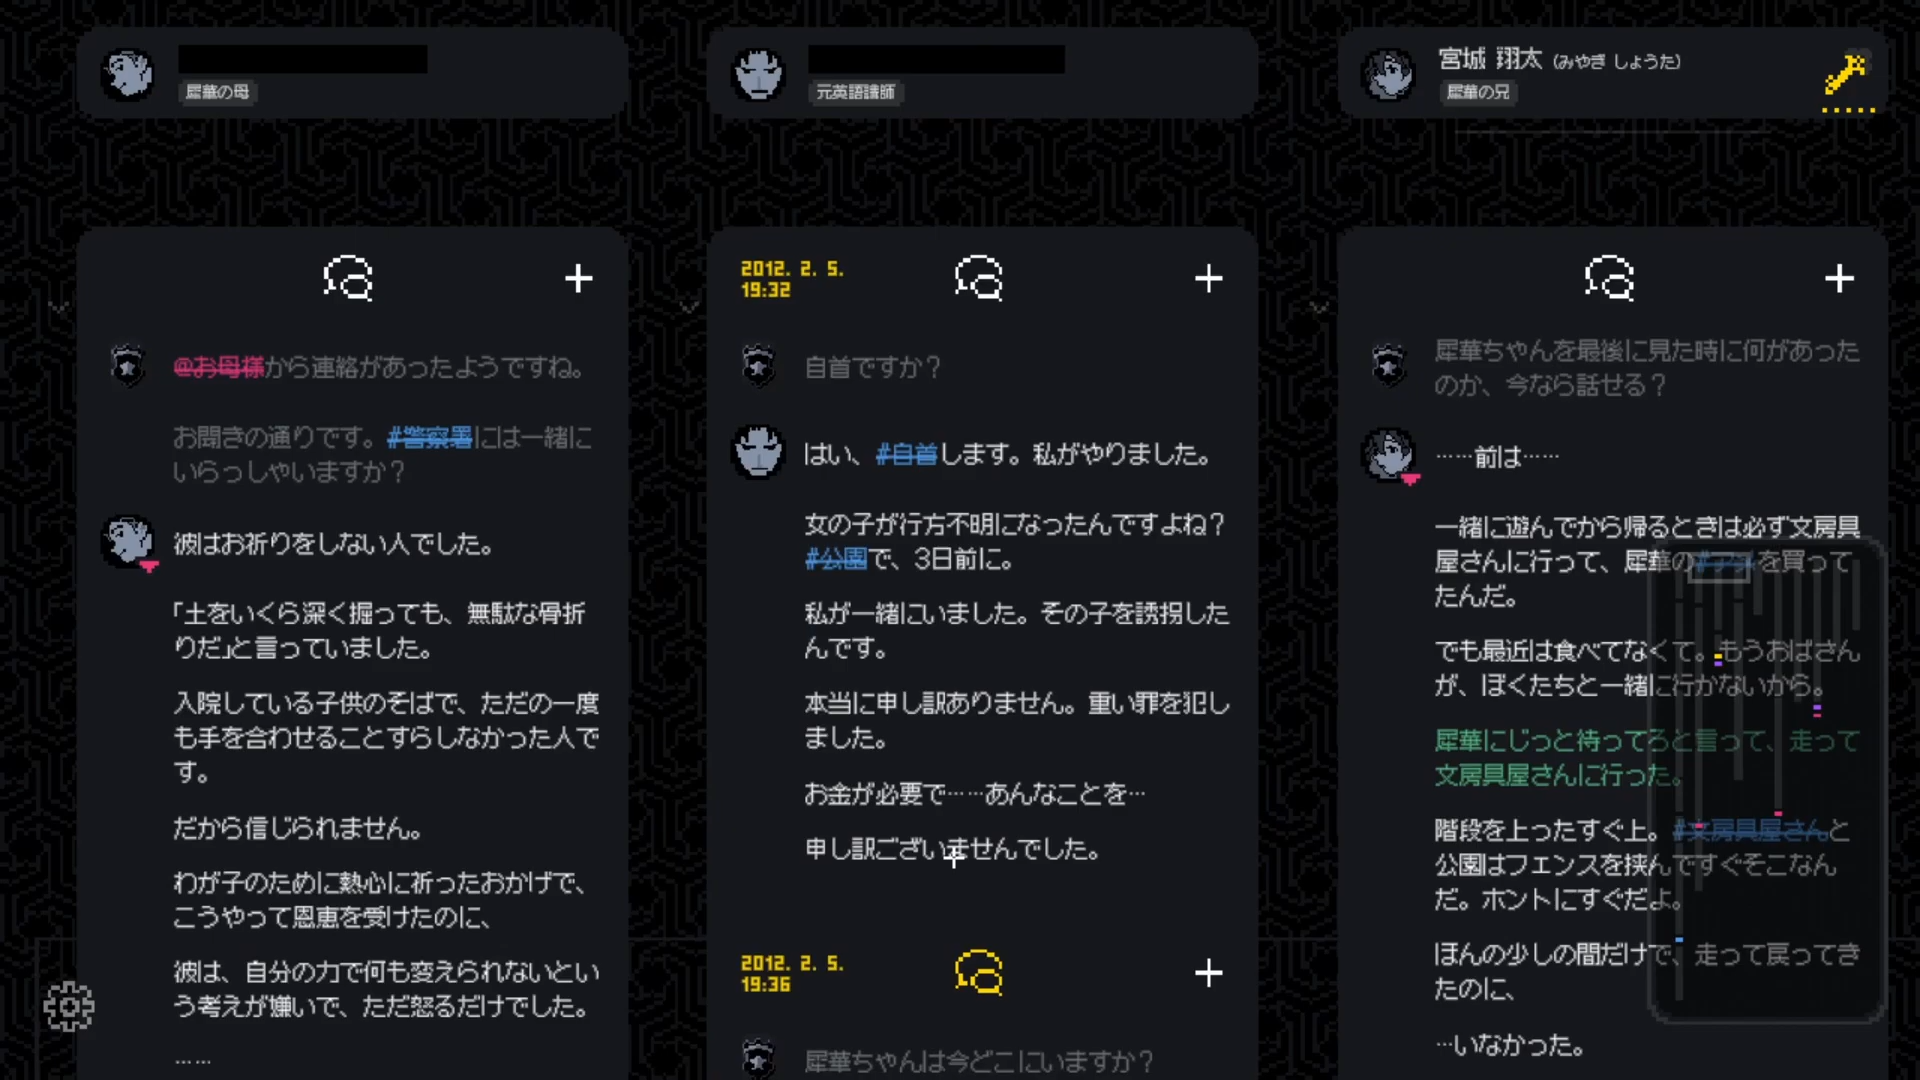 犀華の母
@お母様から連絡があったようですね。
お聞きの通りです。#警察署には一緒に
いらっしゃいますか？
彼はお祈りをしない人でした。
「土をいくら深く掘っても、無駄な骨折
りだ」と言っていました。
入院している子供のそばで、ただの一度
も手を合わせることすらしなかった人で
す。
だから信じられません。
わが子のために熱心に祈ったおかげで、
こうやって恩恵を受けたのに、
彼は、自分の力で何も変えられないとい
う考えが嫌いで、ただ怒るだけでした。
……
元英語講師
2012. 2. 5.
19:32
自首ですか？
はい、#自首します。私がやりました。
女の子が行方不明になったんですよね？
#公園で、3日前に。
私が一緒にいました。その子を誘拐した
んです。
本当に申し訳ありません。重い罪を犯し
ました。
お金が必要で……あんなことを…
申し訳ございませんでした。
2012. 2. 5.
19:36
犀華ちゃんは今どこにいますか？
宮城 翔太 (みやぎ しょうた)
犀華の兄
犀華ちゃんを最後に見た時に何があった
のか、今なら話せる？
……前は……
一緒に遊んでから帰るときは必ず文房具
屋さんに行って、犀華の#アメを買って
たんだ。
でも最近は食べてなくて。もうおばさん
が、ぼくたちと一緒に行かないから。
犀華にじっと待ってろと言って、走って
文房具屋さんに行った。
階段を上ったすぐ上。#文房具屋さんと
公園はフェンスを挟んですぐそこなん
だ。ホントにすぐだよ。
ほんの少しの間だけで、走って戻ってき
たのに、
…いなかった。